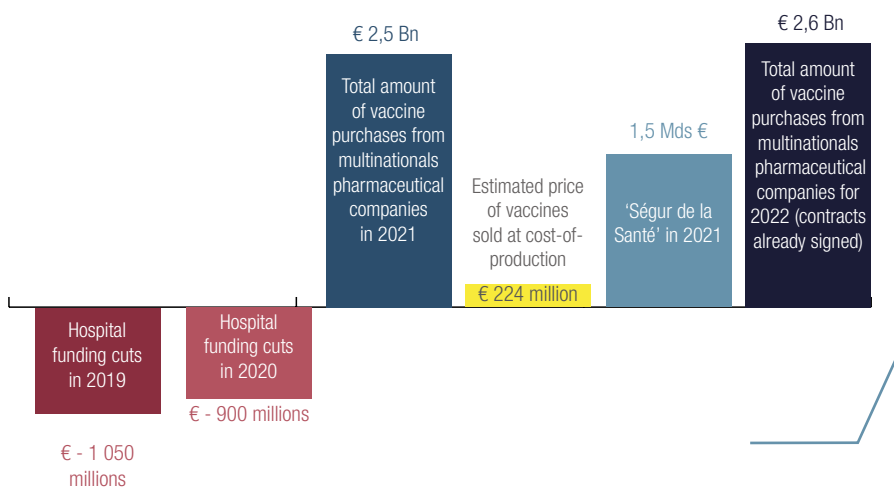 € 2,5 Bn
Total amount
of vaccine
purchases from
multinationals
pharmaceutical
companies
in 2021
Estimated price
of vaccines
sold at cost-of-
production
€ 224 million
1,5 Mds €
‘Ségur de la
Santé’ in 2021
€ 2,6 Bn
Total amount
of vaccine
purchases from
multinationals
pharmaceutical
companies for
2022 (contracts
already signed)
Hospital
funding cuts
in 2019
€ - 1 050
millions
Hospital
funding cuts
in 2020
€ - 900 millions